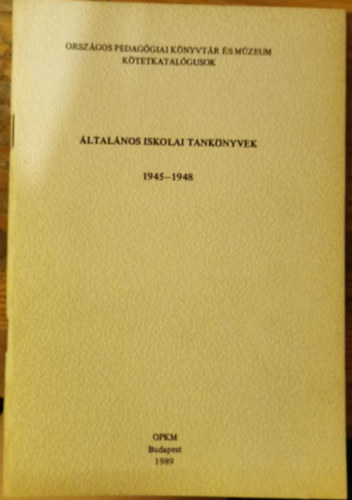 ORSZÁGOS PEDAGÓGIAI KÖNYVTÁR ÉS MÚZEUM
KÖTETKATALÓGUSOK
ÁLTALÁNOS ISKOLAI TANKÖNYVEK
1945–1948
OPKM
Budapest
1989